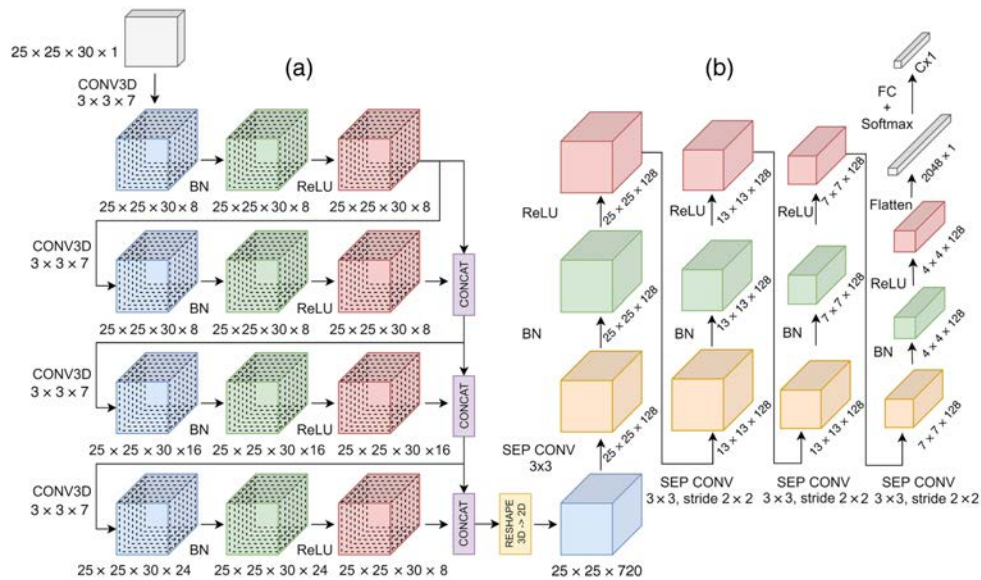 (a)
25 × 25 × 30 × 1
CONV3D
3 × 3 × 7
BN
ReLU
25 × 25 × 30 × 8
25 × 25 × 30 × 8
25 × 25 × 30 × 8
CONV3D
3 × 3 × 7
BN
ReLU
CONCAT
25 × 25 × 30 × 8
25 × 25 × 30 × 8
25 × 25 × 30 × 8
CONV3D
3 × 3 × 7
BN
ReLU
CONCAT
25 × 25 × 30 ×16
25 × 25 × 30 ×16
25 × 25 × 30 ×16
CONV3D
3 × 3 × 7
BN
ReLU
CONCAT
RESHAPE
3D -> 2D
25 × 25 × 30 × 24
25 × 25 × 30 × 24
25 × 25 × 30 × 8
25 × 25 × 720
(b)
SEP CONV
3x3
25 × 25 × 128
BN
25 × 25 × 128
ReLU
25 × 25 × 128
SEP CONV
3 × 3, stride 2 × 2
13 × 13 × 128
BN
13 × 13 × 128
ReLU
13 × 13 × 128
SEP CONV
3 × 3, stride 2 × 2
13 × 13 × 128
BN
7 × 7 × 128
ReLU
7 × 7 × 128
SEP CONV
3 × 3, stride 2 × 2
7 × 7 × 128
BN
4 × 4 × 128
ReLU
4 × 4 × 128
Flatten
2048 × 1
FC
+
Softmax
Cx1